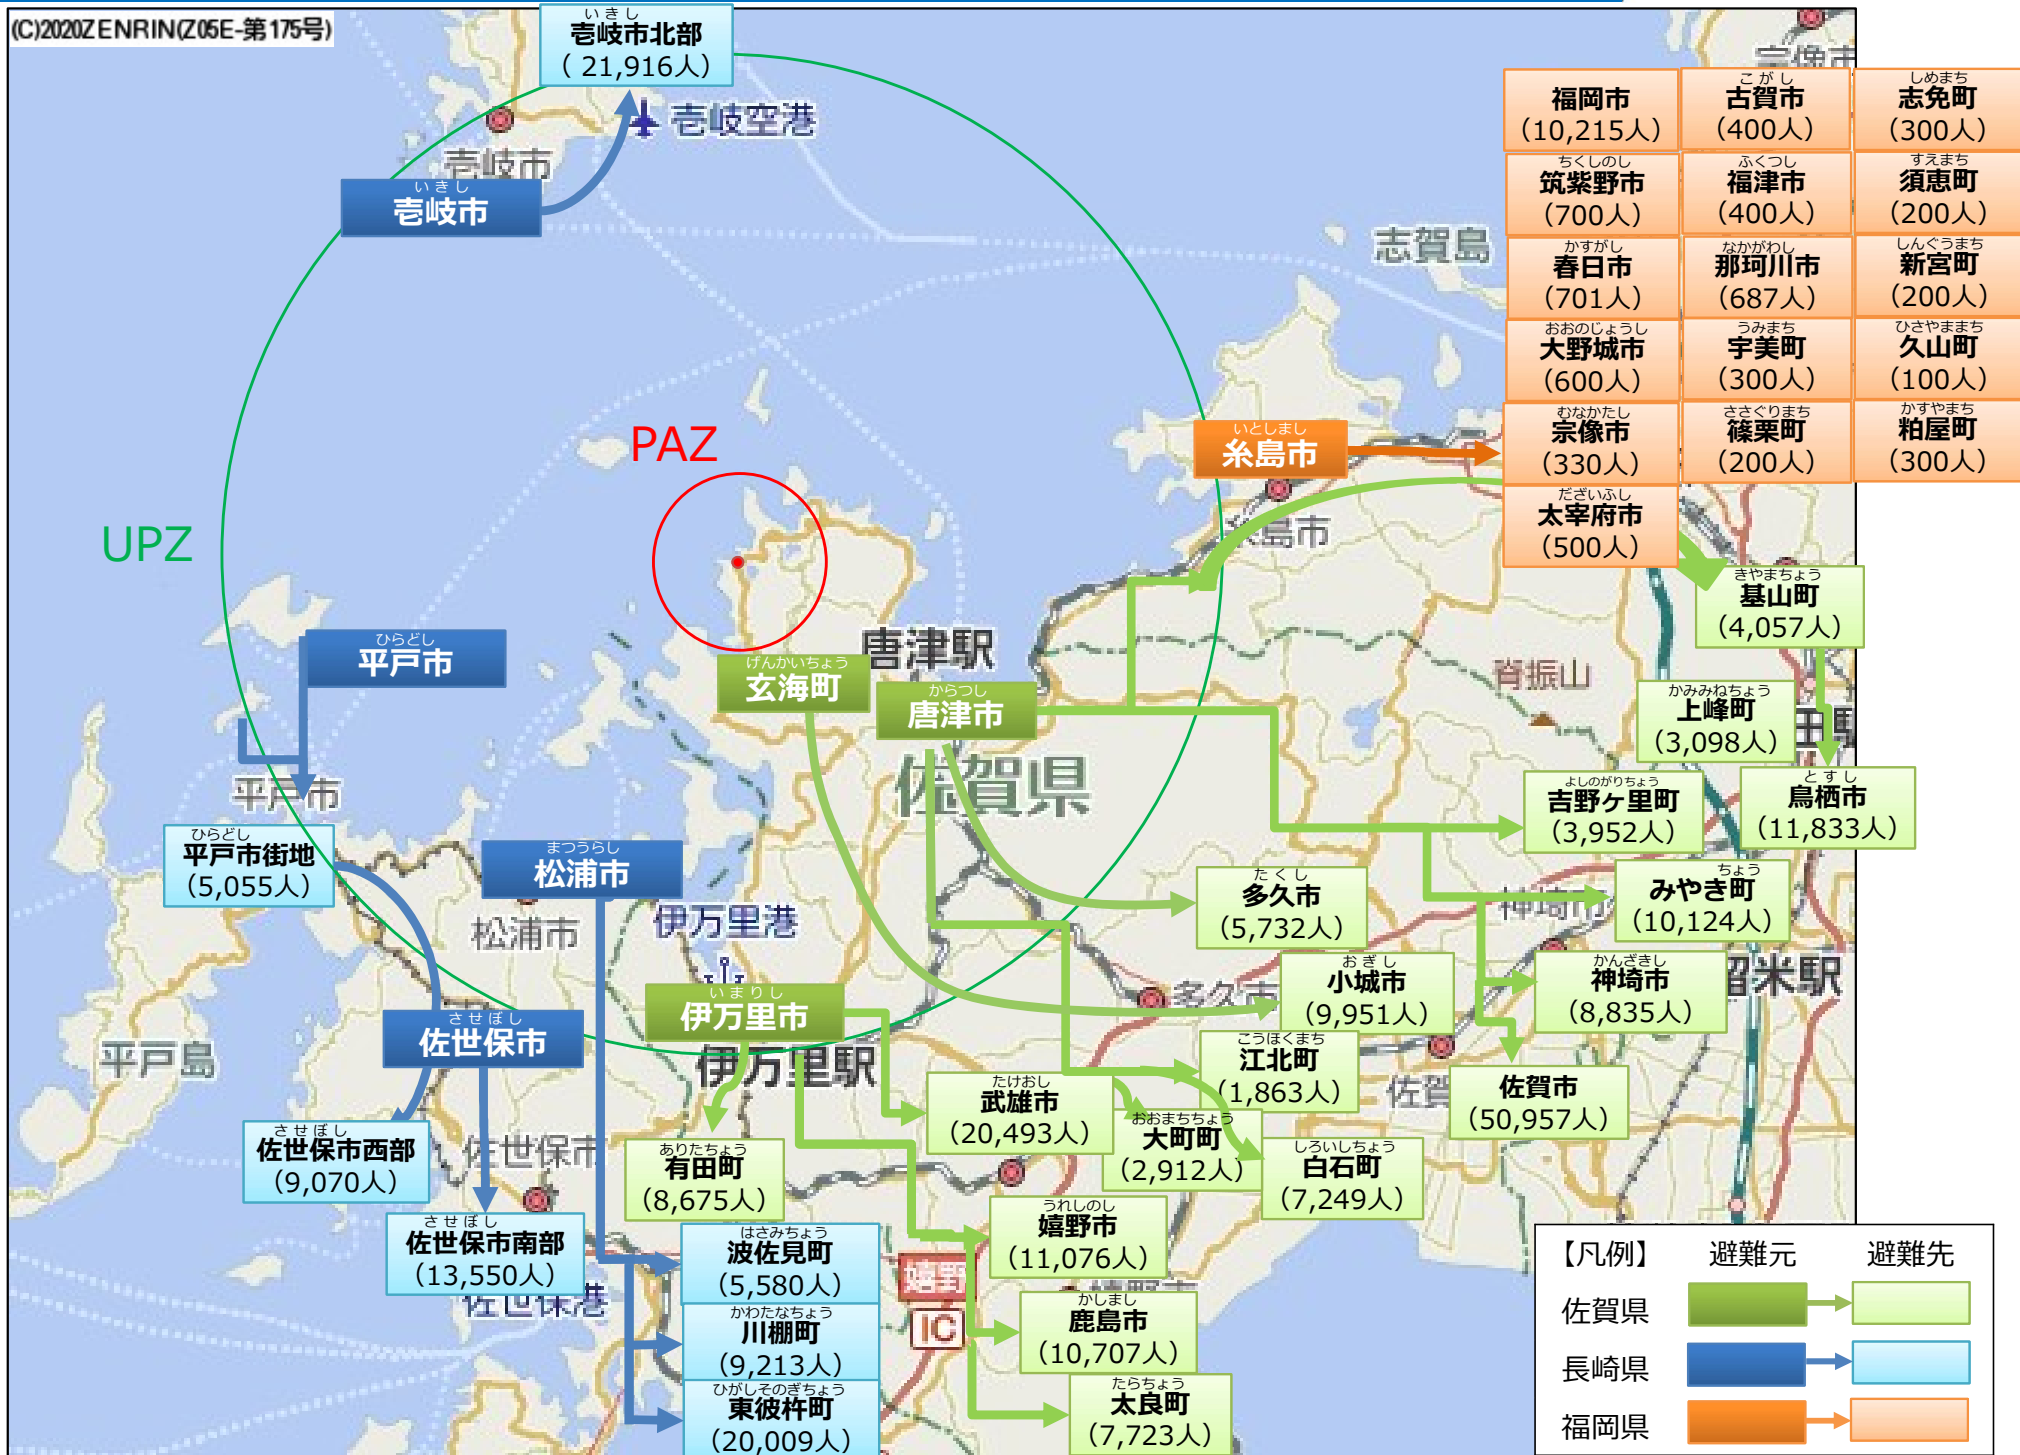 (C)2020ZENRIN(Z05E-第175号)
いきし
壱岐市北部
( 21,916人)
壱岐空港
壱岐市
いきし
壱岐市
志賀島
宗像市
福岡市
(10,215人)
こがし
古賀市
(400人)
しめまち
志免町
(300人)
ちくしのし
筑紫野市
(700人)
ふくつし
福津市
(400人)
すえまち
須恵町
(200人)
かすがし
春日市
(701人)
なかがわし
那珂川市
(687人)
しんぐうまち
新宮町
(200人)
おおのじょうし
大野城市
(600人)
うみまち
宇美町
(300人)
ひさやままち
久山町
(100人)
むなかたし
宗像市
(330人)
ささぐりまち
篠栗町
(200人)
かすやまち
粕屋町
(300人)
だざいふし
太宰府市
(500人)
PAZ
UPZ
いとしまし
糸島市
糸島市
きやまちょう
基山町
(4,057人)
ひらどし
平戸市
唐津駅
げんかいちょう
玄海町
からつし
唐津市
佐賀県
脊振山
かみみねちょう
上峰町
(3,098人)
田駅
とすし
鳥栖市
(11,833人)
よしのがりちょう
吉野ヶ里町
(3,952人)
平戸市
ひらどし
平戸市街地
(5,055人)
まつうらし
松浦市
松浦市
伊万里港
たくし
多久市
(5,732人)
神埼市
ちょう
みやき町
(10,124人)
おぎし
小城市
(9,951人)
多久市
かんざきし
神埼市
(8,835人)
留米駅
いまりし
伊万里市
伊万里駅
させぼし
佐世保市
平戸島
こうほくまち
江北町
(1,863人)
佐賀
佐賀市
(50,957人)
たけおし
武雄市
(20,493人)
おおまちちょう
大町町
(2,912人)
しろいしちょう
白石町
(7,249人)
させぼし
佐世保市西部
(9,070人)
佐世保市
ありたちょう
有田町
(8,675人)
させぼし
佐世保市南部
(13,550人)
佐世保港
はさみちょう
波佐見町
(5,580人)
かわたなちょう
川棚町
(9,213人)
ひがしそのぎちょう
東彼杵町
(20,009人)
うれしのし
嬉野市
(11,076人)
嬉野
IC
嬉野市
かしまし
鹿島市
(10,707人)
たらちょう
太良町
(7,723人)
【凡例】 避難元 避難先
佐賀県
長崎県
福岡県